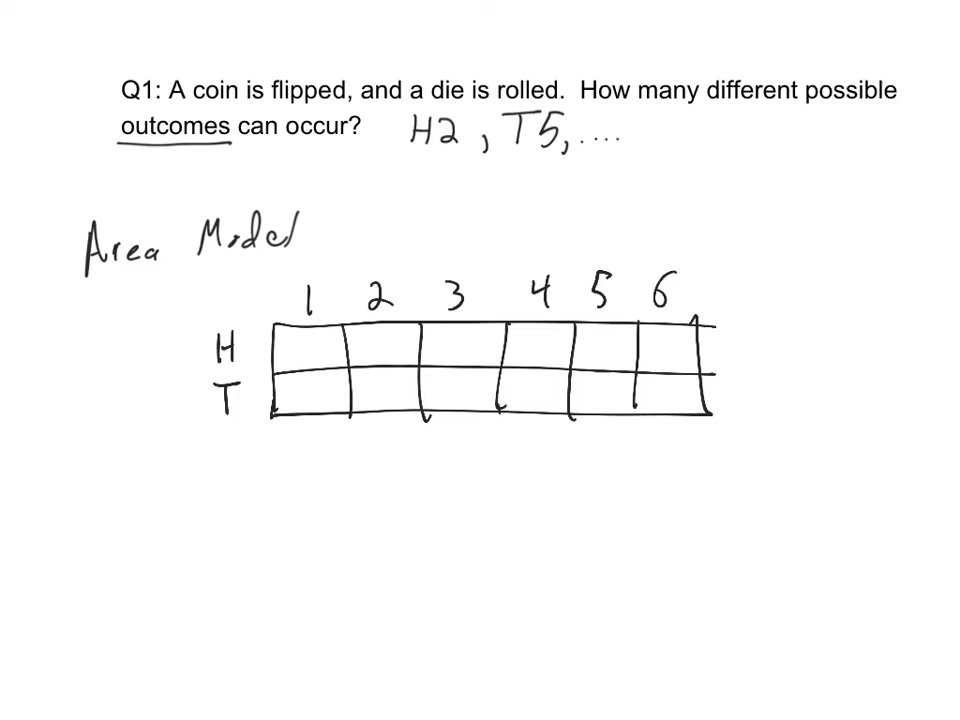 Q1: A coin is flipped, and a die is rolled.  How many different possible
outcomes can occur? H2, T5, ....
Area Model
1 2 3 4 5 6
H
T